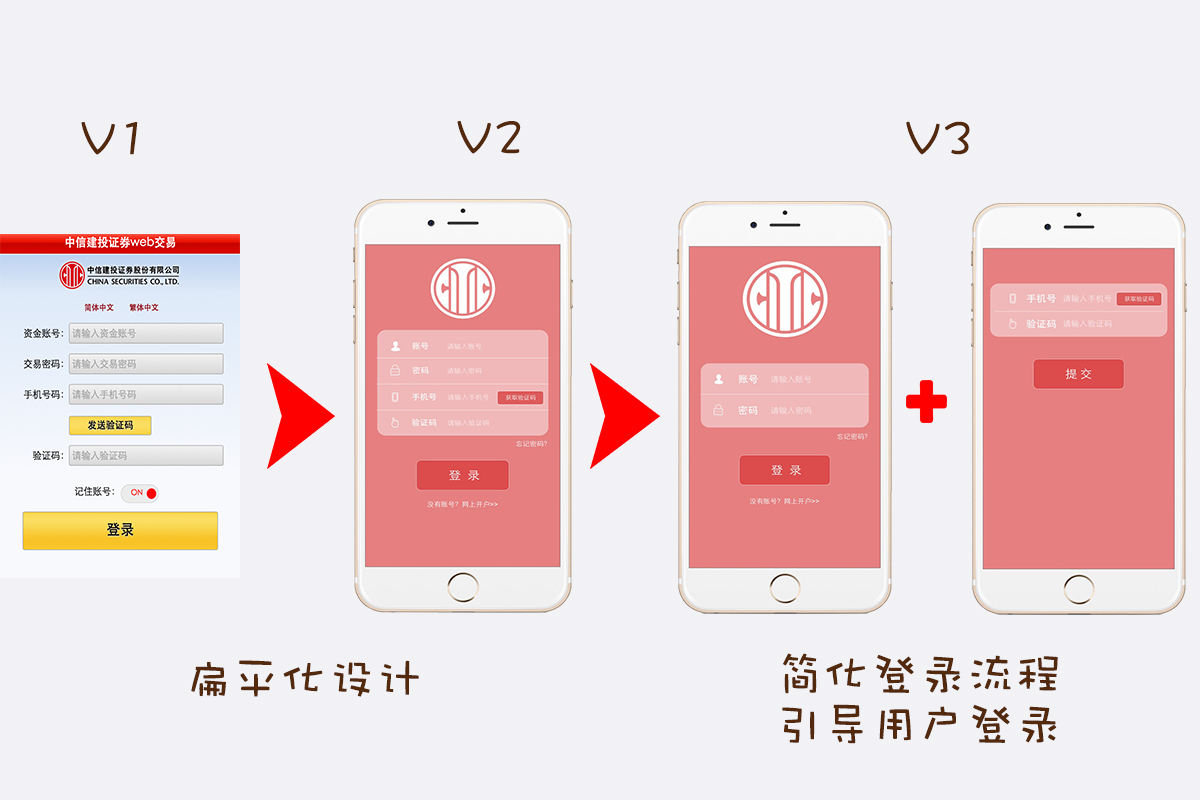 V1
V2
V3
中信建投证券web交易
中信建投证券股份有限公司
CHINA SECURITIES CO.,LTD.
简体中文 繁体中文
资金账号: 请输入资金账号
交易密码: 请输入交易密码
手机号码: 请输入手机号码
发送验证码
验证码: 请输入验证码
记住账号: ON
登录
账号 请输入账号
密码 请输入密码
手机号 请输入手机号 获取验证码
验证码 请输入验证码
忘记密码?
登 录
没有账号? 网上开户>>
账号 请输入账号
密码 请输入密码
忘记密码?
登 录
没有账号? 网上开户>>
手机号 请输入手机号 获取验证码
验证码 请输入验证码
提 交
扁平化设计
简化登录流程
引导用户登录